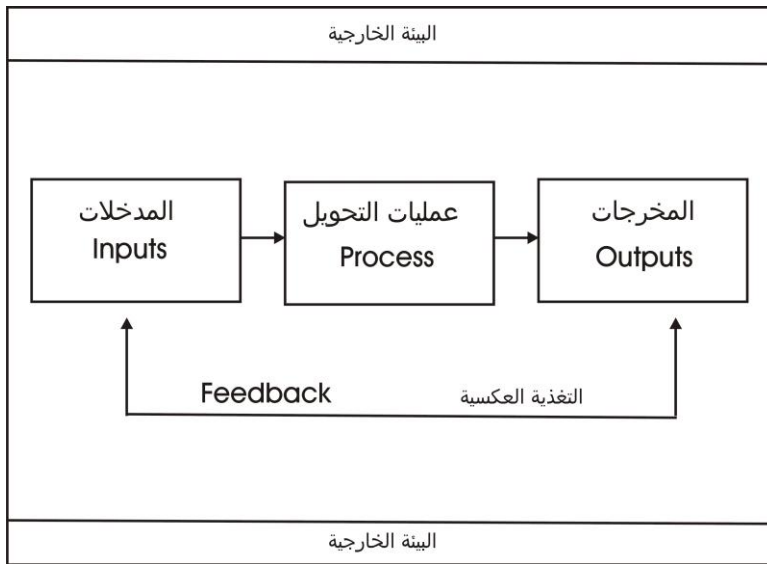 البيئة الخارجية
المدخلات
Inputs
عمليات التحويل
Process
المخرجات
Outputs
Feedback
التغذية العكسية
البيئة الخارجية